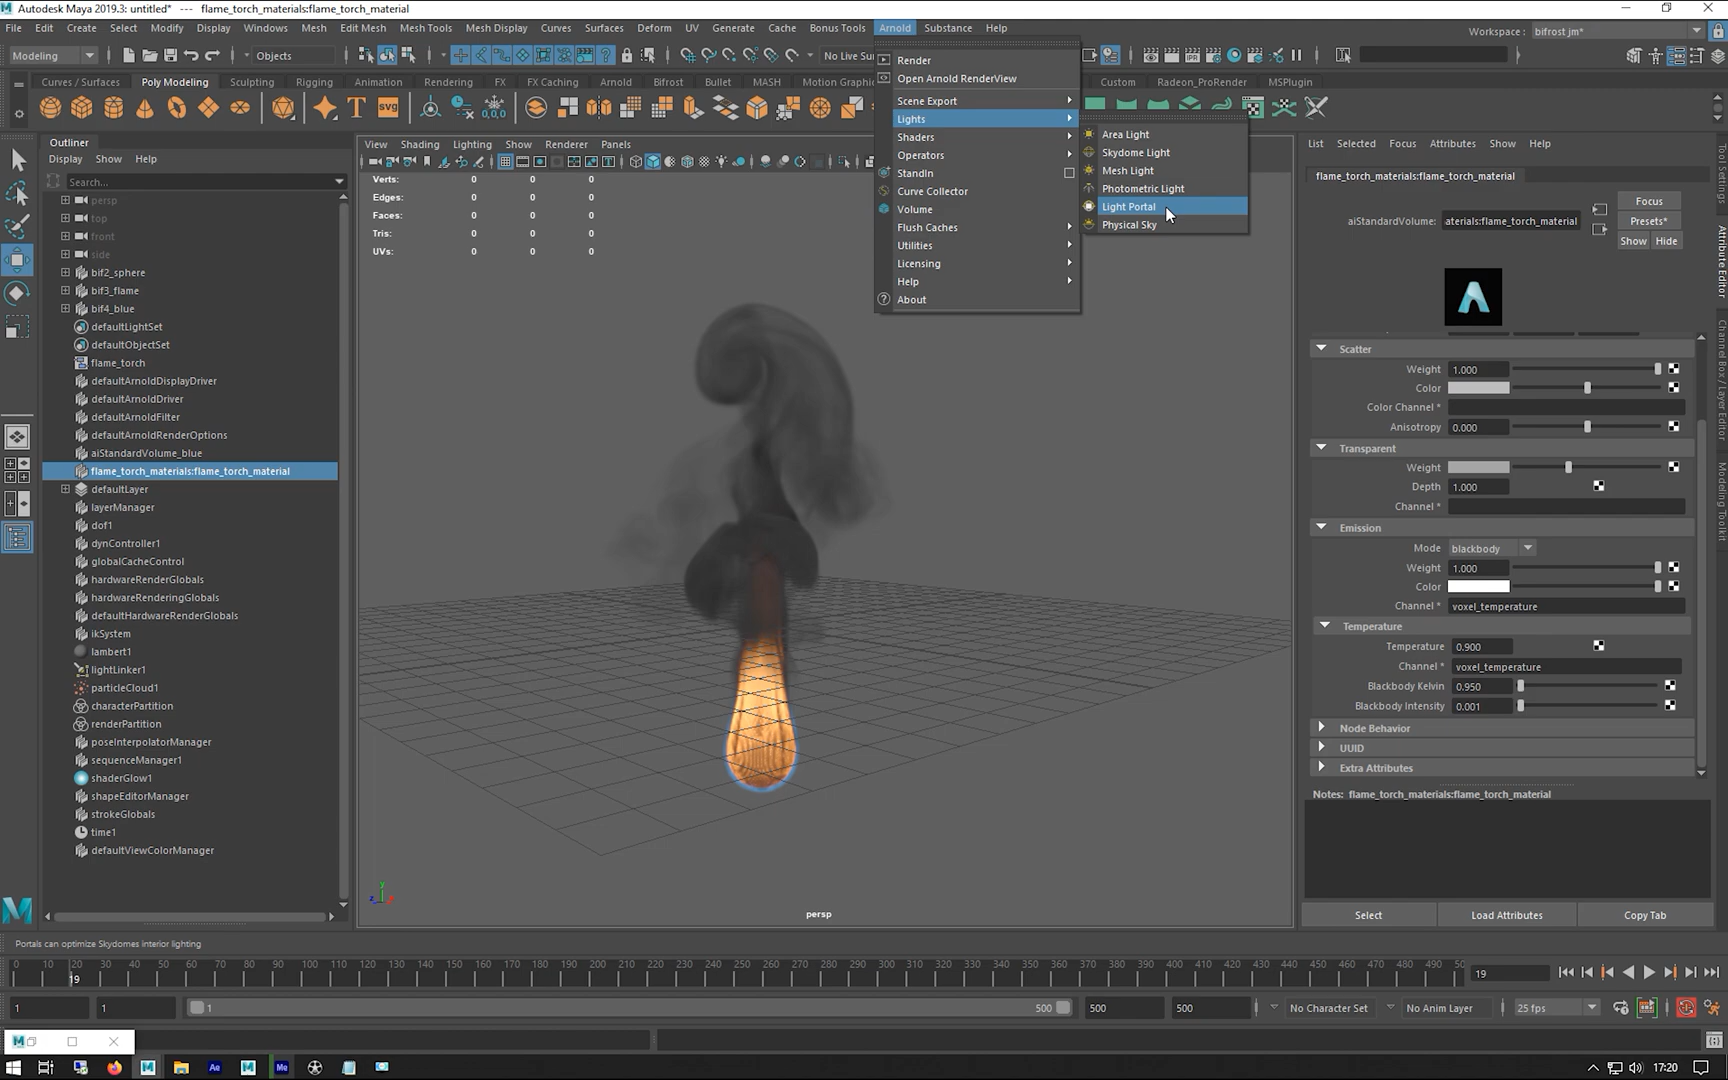 Autodesk Maya 2019.3: untitled*   ---   flame_torch_materials:flame_torch_material
File Edit Create Select Modify Display Windows Mesh Edit Mesh Mesh Tools Mesh Display Curves Surfaces Deform UV Generate Cache Bonus Tools Arnold Substance Help
Workspace : bifrost jm*
Modeling Objects No Live Su
Curves / Surfaces Poly Modeling Sculpting Rigging Animation Rendering FX FX Caching Arnold Bifrost Bullet MASH Motion Graphi Custom Radeon_ProRender MSPlugin
Render
Open Arnold RenderView
Scene Export
Lights
Shaders
Operators
StandIn
Curve Collector
Volume
Flush Caches
Utilities
Licensing
Help
About
Area Light
Skydome Light
Mesh Light
Photometric Light
Light Portal
Physical Sky
Outliner
Display Show Help
Search...
persp
top
front
side
bif2_sphere
bif3_flame
bif4_blue
defaultLightSet
defaultObjectSet
flame_torch
defaultArnoldDisplayDriver
defaultArnoldDriver
defaultArnoldFilter
defaultArnoldRenderOptions
aiStandardVolume_blue
flame_torch_materials:flame_torch_material
defaultLayer
layerManager
dof1
dynController1
globalCacheControl
hardwareRenderGlobals
hardwareRenderingGlobals
defaultHardwareRenderGlobals
ikSystem
lambert1
lightLinker1
particleCloud1
characterPartition
renderPartition
poseInterpolatorManager
sequenceManager1
shaderGlow1
shapeEditorManager
strokeGlobals
time1
defaultViewColorManager
View Shading Lighting Show Renderer Panels
Verts: 0 0 0
Edges: 0 0 0
Faces: 0 0 0
Tris: 0 0 0
UVs: 0 0 0
y
z
persp
List Selected Focus Attributes Show Help
flame_torch_materials:flame_torch_material
Focus
Presets*
Show Hide
aiStandardVolume: aterials:flame_torch_material
Scatter
Weight 1.000
Color
Color Channel *
Anisotropy 0.000
Transparent
Weight
Depth 1.000
Channel *
Emission
Mode blackbody
Weight 1.000
Color
Channel * voxel_temperature
Temperature
Temperature 0.900
Channel * voxel_temperature
Blackbody Kelvin 0.950
Blackbody Intensity 0.001
Node Behavior
UUID
Extra Attributes
Notes: flame_torch_materials:flame_torch_material
Select Load Attributes Copy Tab
Tool Settings
Attribute Editor
Channel Box / Layer Editor
Modeling Toolkit
Portals can optimize Skydomes interior lighting
0 10 20 30 40 50 60 70 80 90 100 110 120 130 140 150 160 170 180 190 200 210 220 230 240 250 260 270 280 290 300 310 320 330 340 350 360 370 380 390 400 410 420 430 440 450 460 470 480 490 50
19
19
1 1 1 500 500 500 No Character Set No Anim Layer 25 fps
Ae Me 17:20